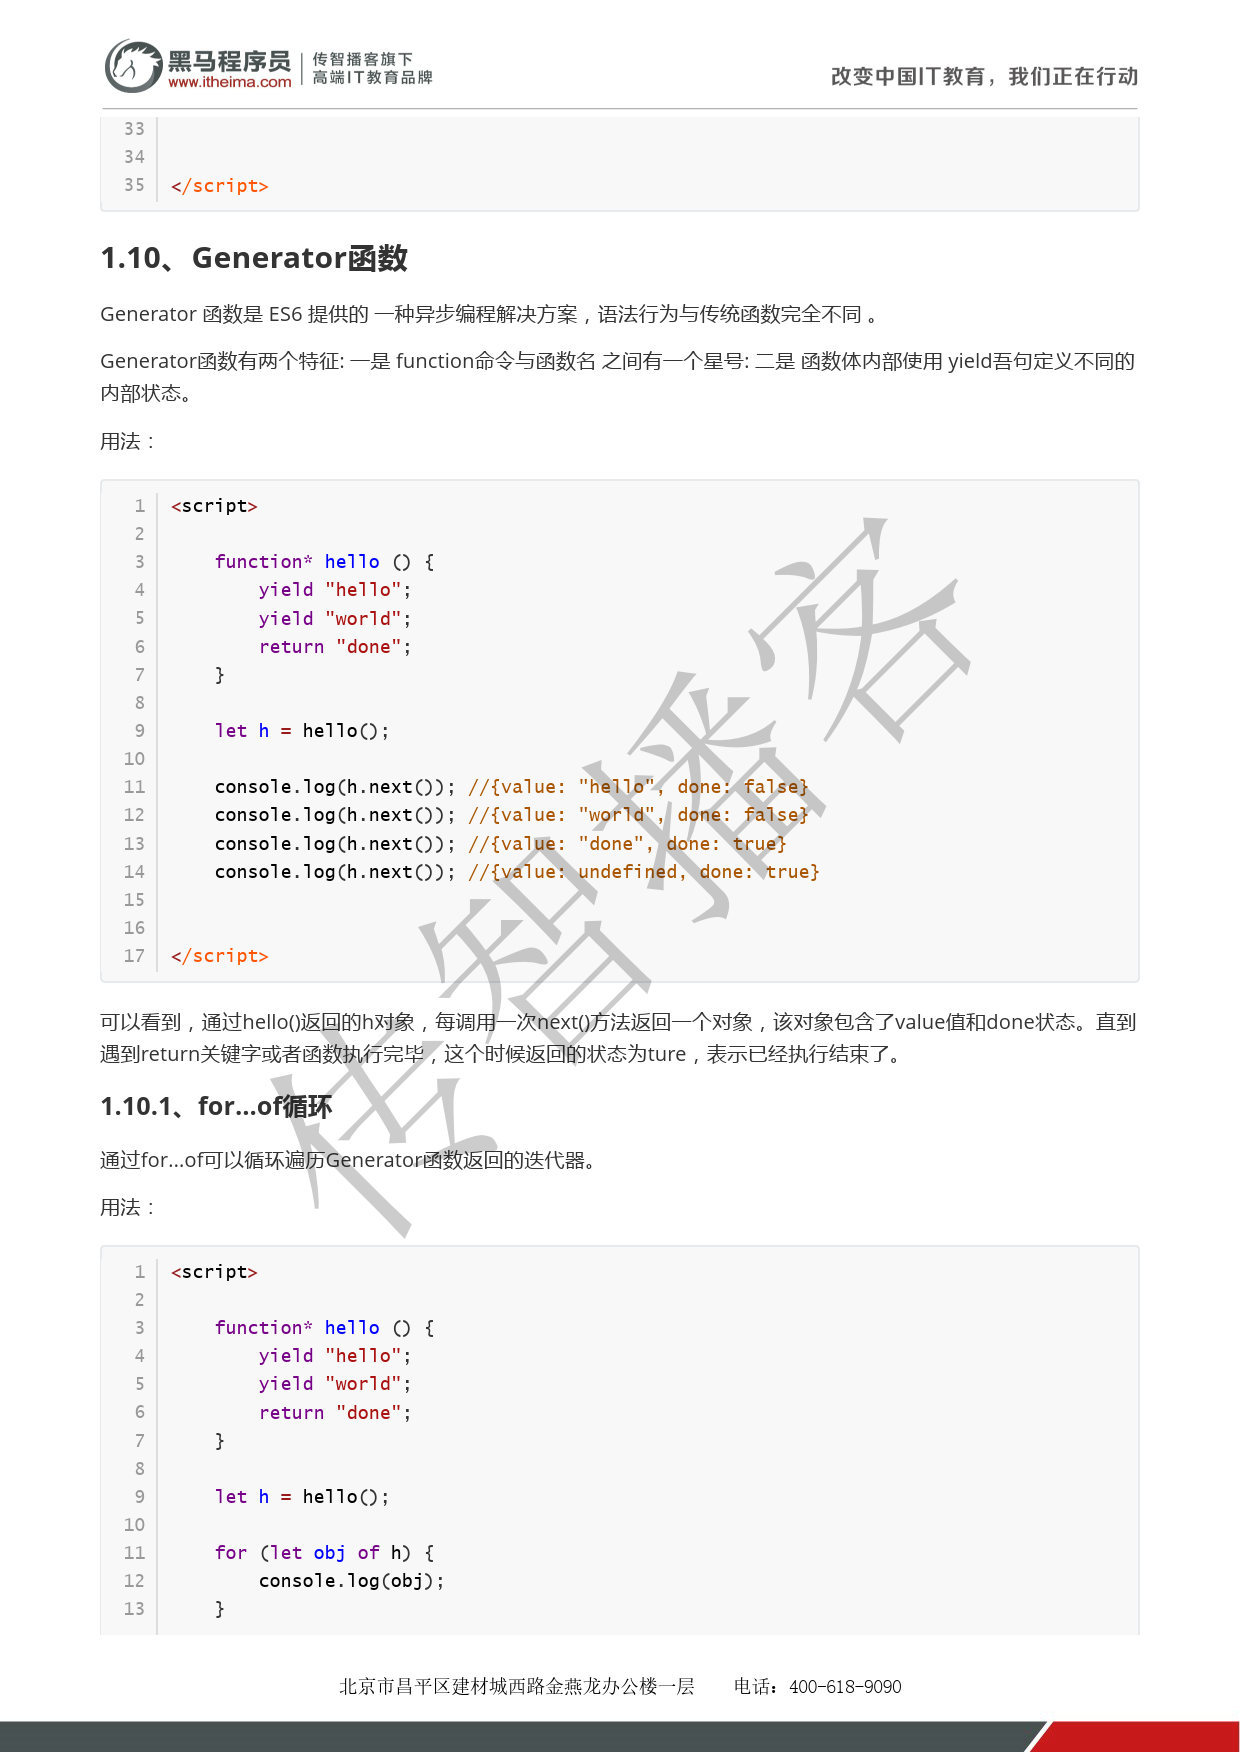 黑马程序员
www.itheima.com
传智播客旗下
高端IT教育品牌
改变中国IT教育，我们正在行动
33
34
35 </script>
1.10、Generator函数
Generator 函数是 ES6 提供的 一种异步编程解决方案，语法行为与传统函数完全不同 。
Generator函数有两个特征: 一是 function命令与函数名 之间有一个星号: 二是 函数体内部使用 yield吾句定义不同的
内部状态。
用法：
1 <script>
2
3     function* hello () {
4         yield "hello";
5         yield "world";
6         return "done";
7     }
8
9     let h = hello();
10
11     console.log(h.next()); //{value: "hello", done: false}
12     console.log(h.next()); //{value: "world", done: false}
13     console.log(h.next()); //{value: "done", done: true}
14     console.log(h.next()); //{value: undefined, done: true}
15
16
17 </script>
可以看到，通过hello()返回的h对象，每调用一次next()方法返回一个对象，该对象包含了value值和done状态。直到
遇到return关键字或者函数执行完毕，这个时候返回的状态为ture，表示已经执行结束了。
1.10.1、for...of循环
通过for...of可以循环遍历Generator函数返回的迭代器。
用法：
1 <script>
2
3     function* hello () {
4         yield "hello";
5         yield "world";
6         return "done";
7     }
8
9     let h = hello();
10
11     for (let obj of h) {
12         console.log(obj);
13     }
传智播客
北京市昌平区建材城西路金燕龙办公楼一层 电话：400-618-9090